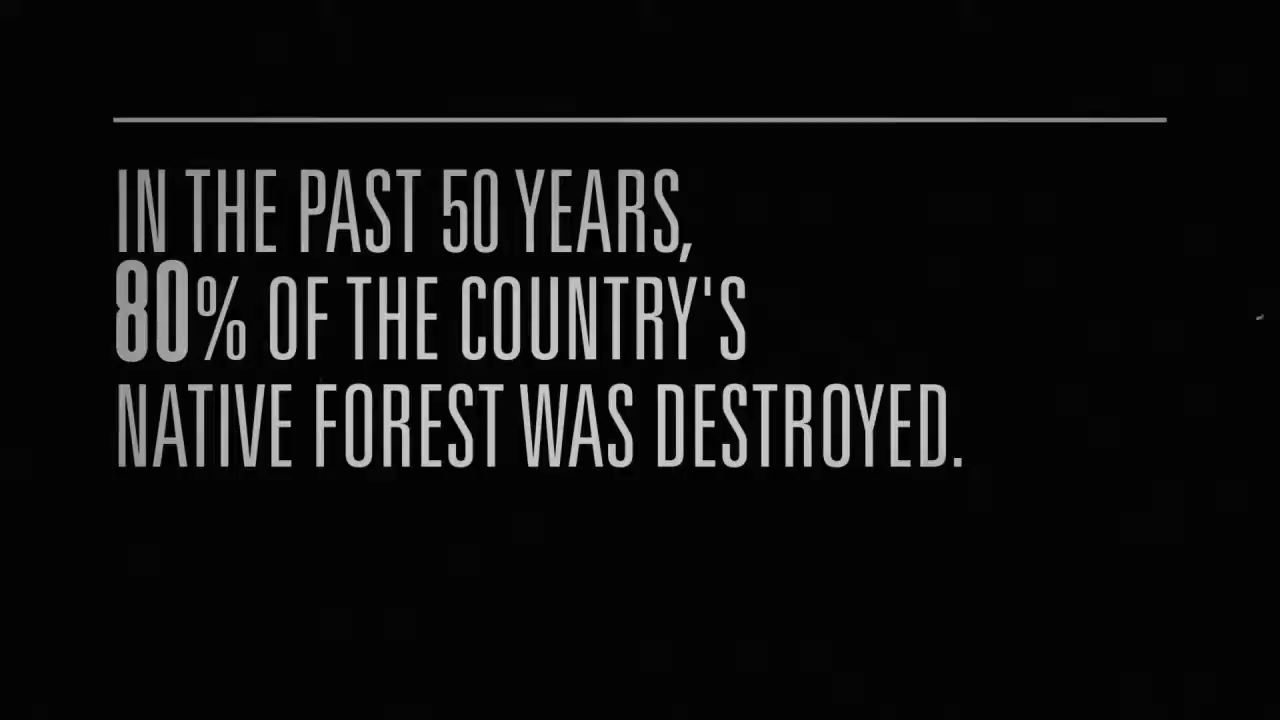 IN THE PAST 50 YEARS,
80% OF THE COUNTRY'S
NATIVE FOREST WAS DESTROYED.